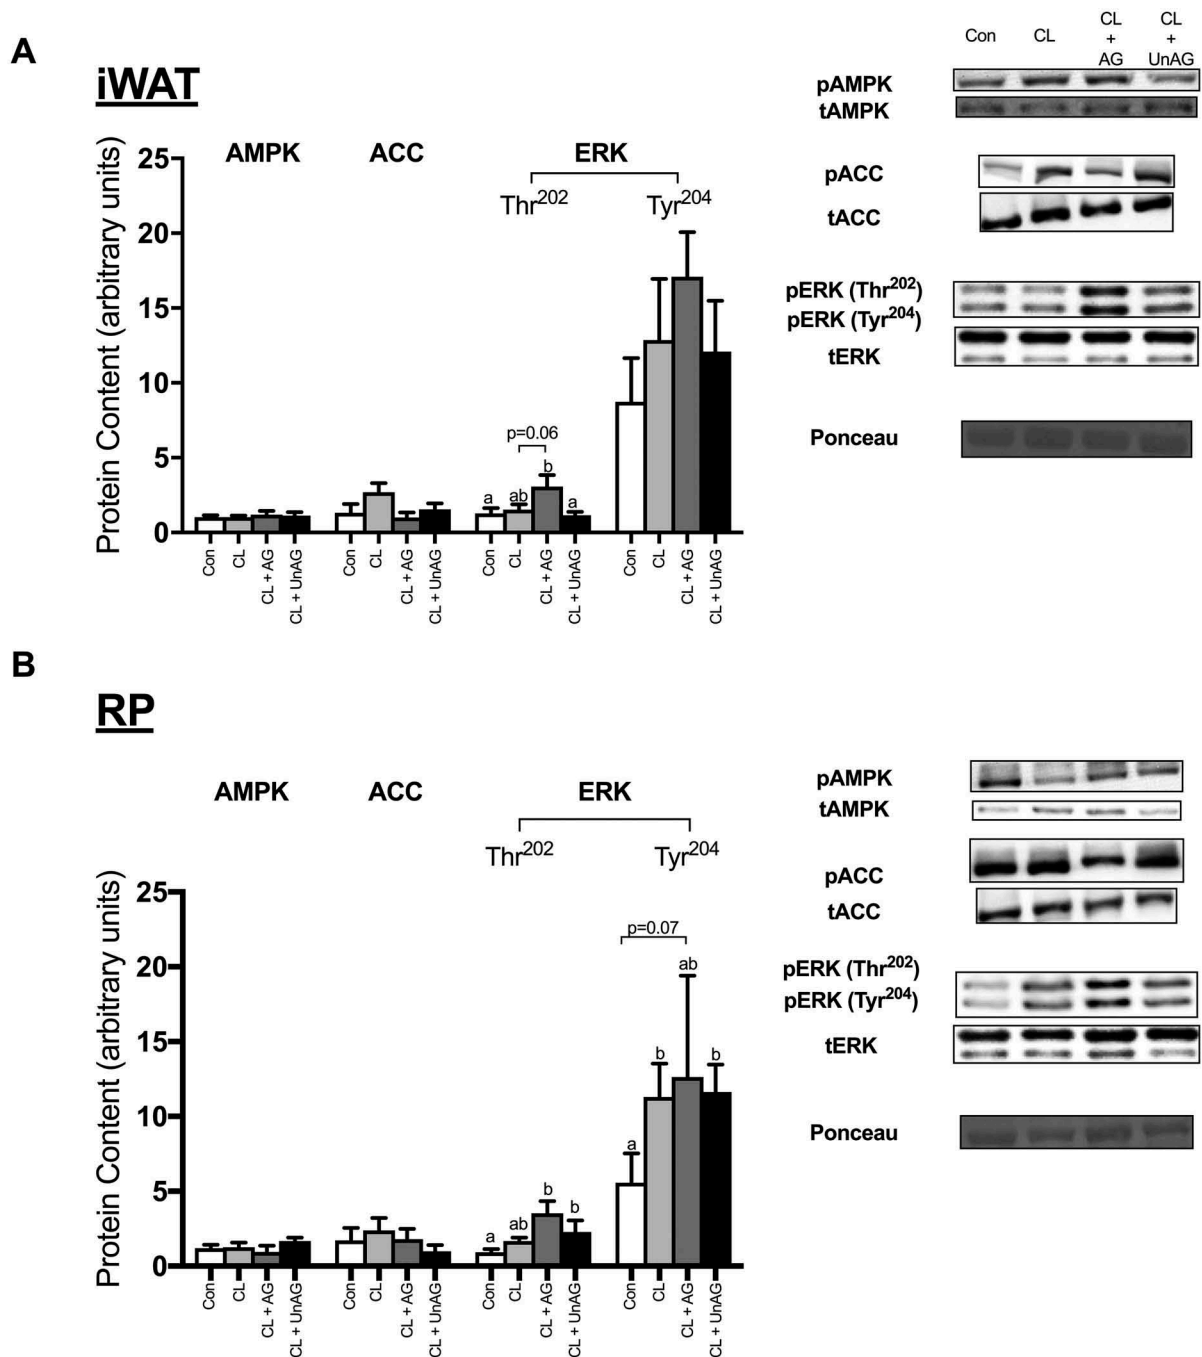 A
iWAT
Protein Content (arbitrary units)
25
20
15
10
5
0
AMPK
ACC
ERK
Thr202
Tyr204
p=0.06
a
ab
b
a
Con
CL
CL + AG
CL + UnAG
Con
CL
CL + AG
CL + UnAG
Con
CL
CL + AG
CL + UnAG
Con
CL
CL + AG
CL + UnAG
Con
CL
CL
+
AG
CL
+
UnAG
pAMPK
tAMPK
pACC
tACC
pERK (Thr202)
pERK (Tyr204)
tERK
Ponceau
B
RP
Protein Content (arbitrary units)
25
20
15
10
5
0
AMPK
ACC
ERK
Thr202
Tyr204
p=0.07
a
ab
b
b
a
b
ab
b
Con
CL
CL + AG
CL + UnAG
Con
CL
CL + AG
CL + UnAG
Con
CL
CL + AG
CL + UnAG
Con
CL
CL + AG
CL + UnAG
pAMPK
tAMPK
pACC
tACC
pERK (Thr202)
pERK (Tyr204)
tERK
Ponceau